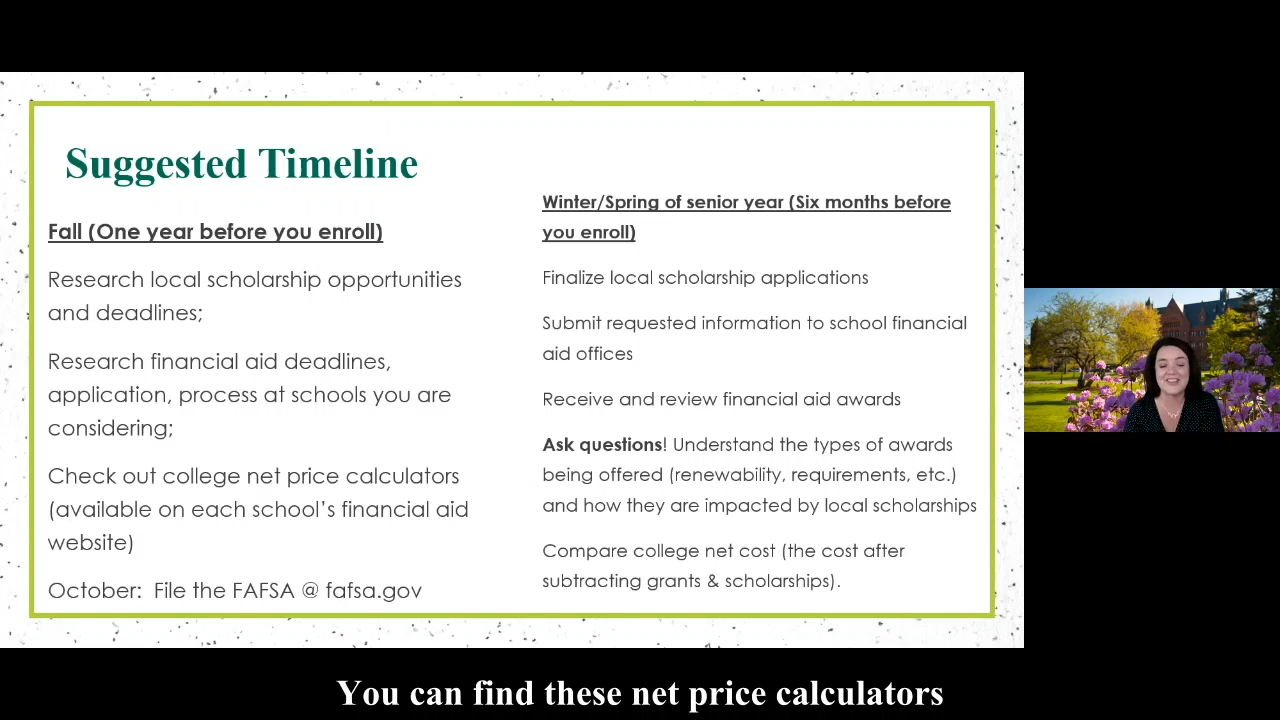 Suggested Timeline
Fall (One year before you enroll)
Research local scholarship opportunities
and deadlines;
Research financial aid deadlines,
application, process at schools you are
considering;
Check out college net price calculators
(available on each school's financial aid
website)
October:  File the FAFSA @ fafsa.gov
Winter/Spring of senior year (Six months before
you enroll)
Finalize local scholarship applications
Submit requested information to school financial
aid offices
Receive and review financial aid awards
Ask questions! Understand the types of awards
being offered (renewability, requirements, etc.)
and how they are impacted by local scholarships
Compare college net cost (the cost after
subtracting grants & scholarships).
You can find these net price calculators